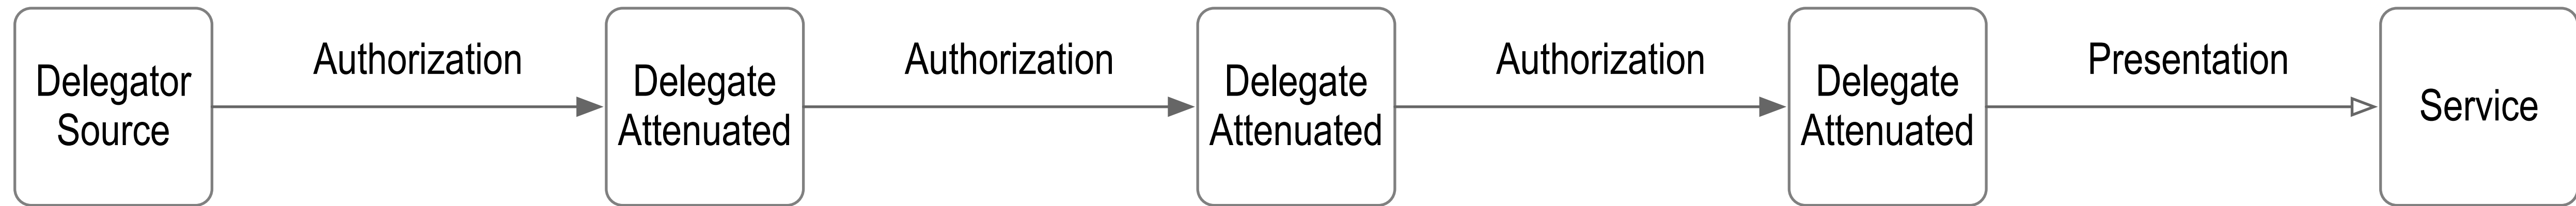 Delegator
Source
Authorization
Delegate
Attenuated
Authorization
Delegate
Attenuated
Authorization
Delegate
Attenuated
Presentation
Service